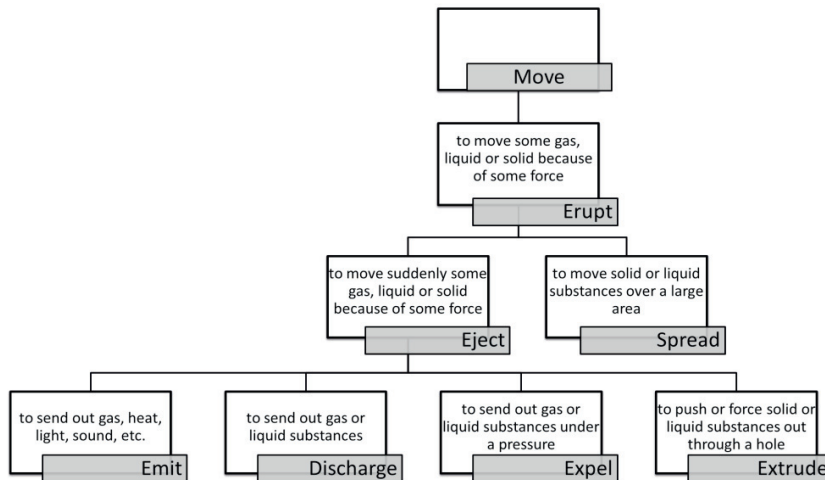 Move
to move some gas,
liquid or solid because
of some force
Erupt
to move suddenly some
gas, liquid or solid
because of some force
Eject
to move solid or liquid
substances over a large
area
Spread
to send out gas, heat,
light, sound, etc.
Emit
to send out gas or
liquid substances
Discharge
to send out gas or
liquid substances under
a pressure
Expel
to push or force solid or
liquid substances out
through a hole
Extrude